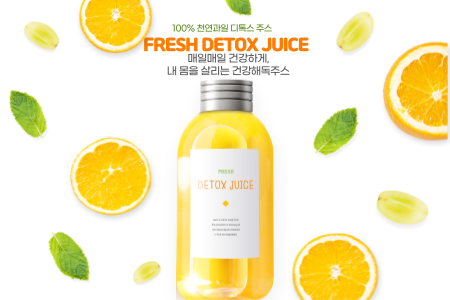 100% 천연과일 디톡스 주스
FRESH DETOX JUICE
매일매일 건강하게,
내 몸을 살리는 건강해독주스
FRESH
DETOX JUICE